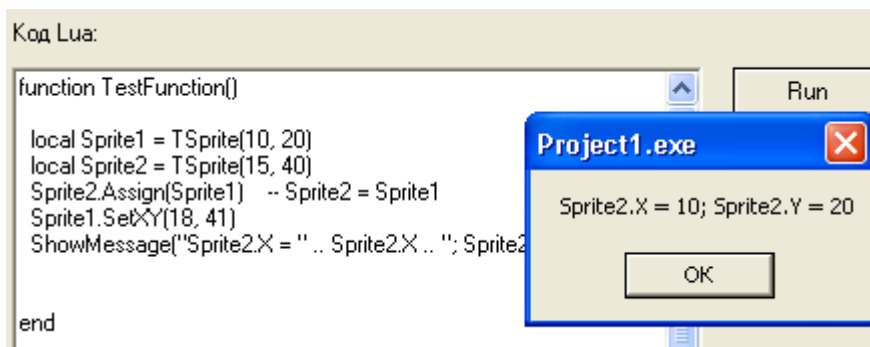 Код Lua:
function TestFunction()
Run
local Sprite1 = TSprite(10, 20)
local Sprite2 = TSprite(15, 40)
Sprite2.Assign(Sprite1) -- Sprite2 = Sprite1
Sprite1.SetXY(18, 41)
ShowMessage("Sprite2.X = " .. Sprite2.X .. "; Sprite2
end
Project1.exe
Sprite2.X = 10; Sprite2.Y = 20
OK